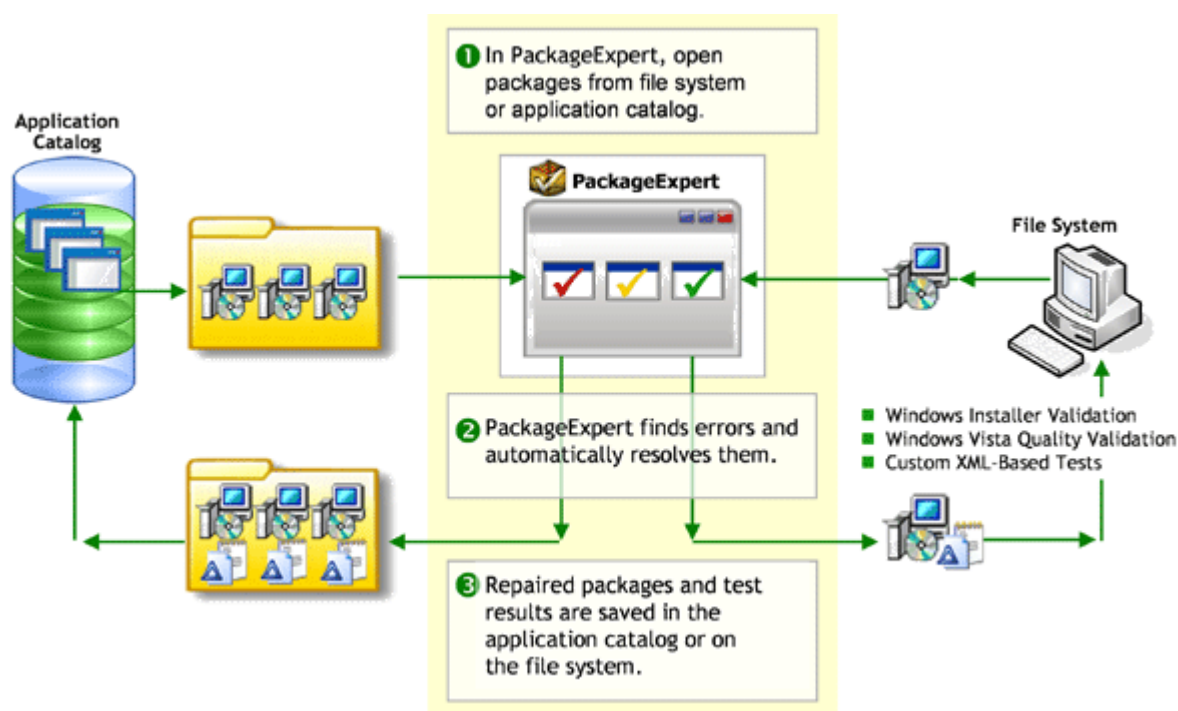 1 In PackageExpert, open
packages from file system
or application catalog.
Application
Catalog
PackageExpert
File System
2 PackageExpert finds errors and
automatically resolves them.
Windows Installer Validation
Windows Vista Quality Validation
Custom XML-Based Tests
3 Repaired packages and test
results are saved in the
application catalog or on
the file system.